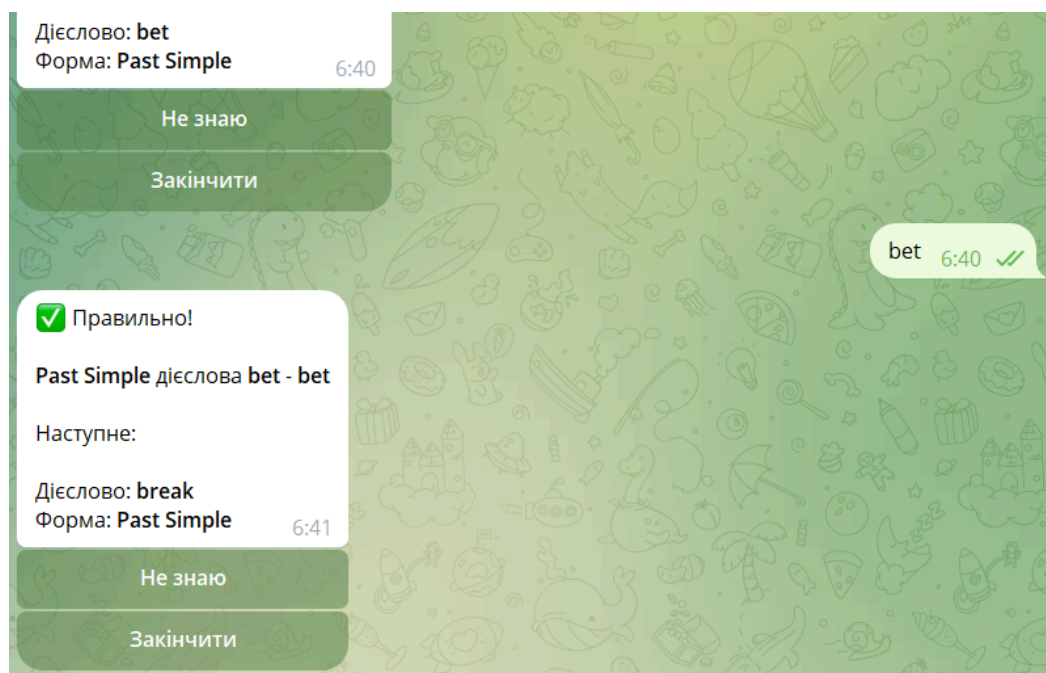 Дієслово: bet
Форма: Past Simple
6:40
Не знаю
Закінчити
bet 6:40
✅ Правильно!
Past Simple дієслова bet - bet
Наступне:
Дієслово: break
Форма: Past Simple
6:41
Не знаю
Закінчити